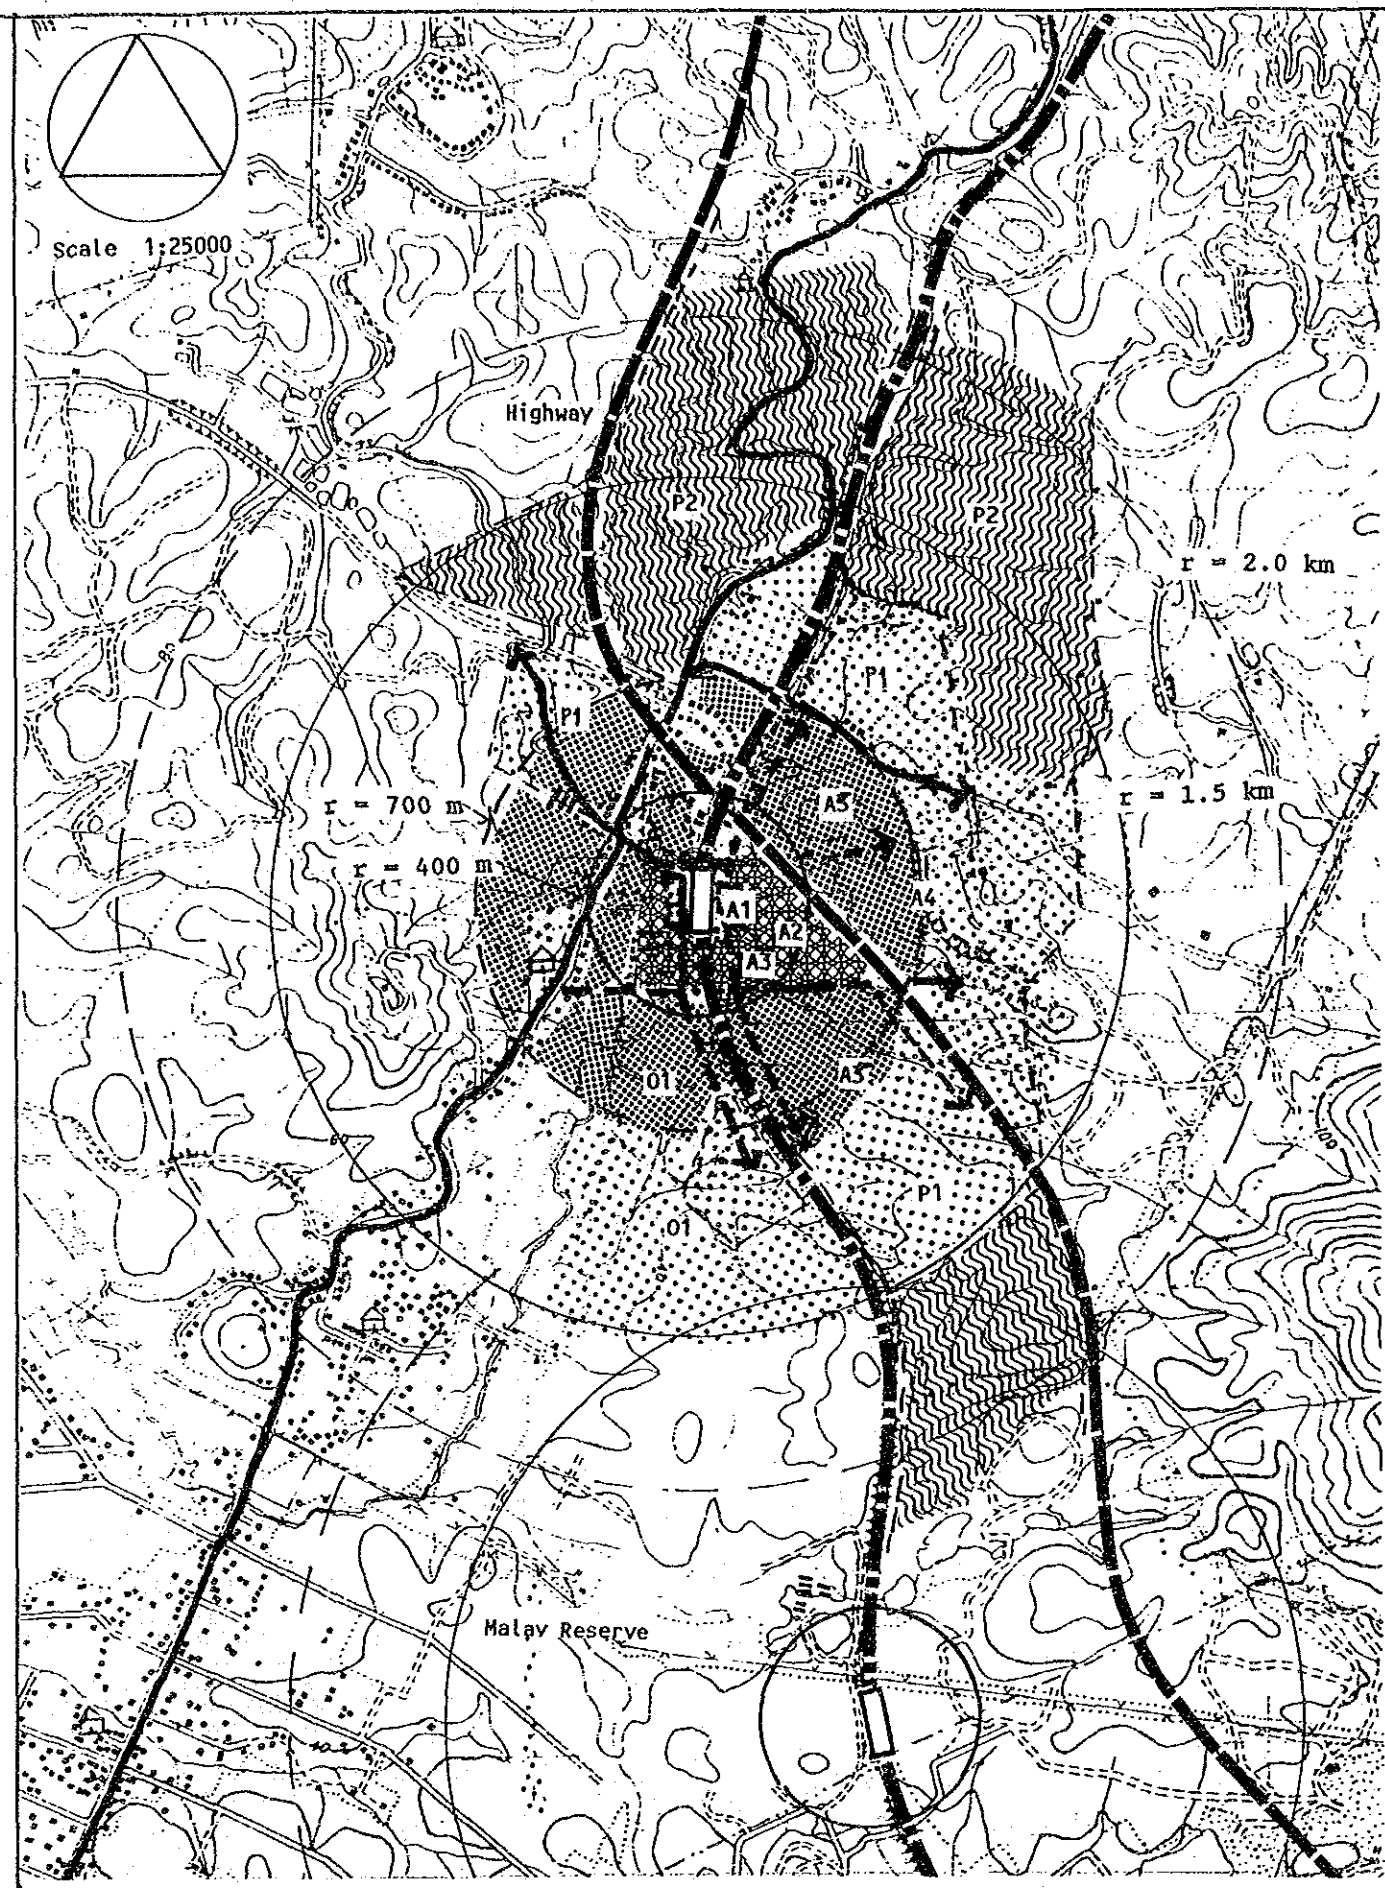 Scale 1:25000
Highway
P2
P2
r = 2.0 km
P1
P1
r = 1.5 km
r = 700 m
A5
r = 400 m
A4
A1
A2
A3
O1
A5
P1
O1
Malay Reserve